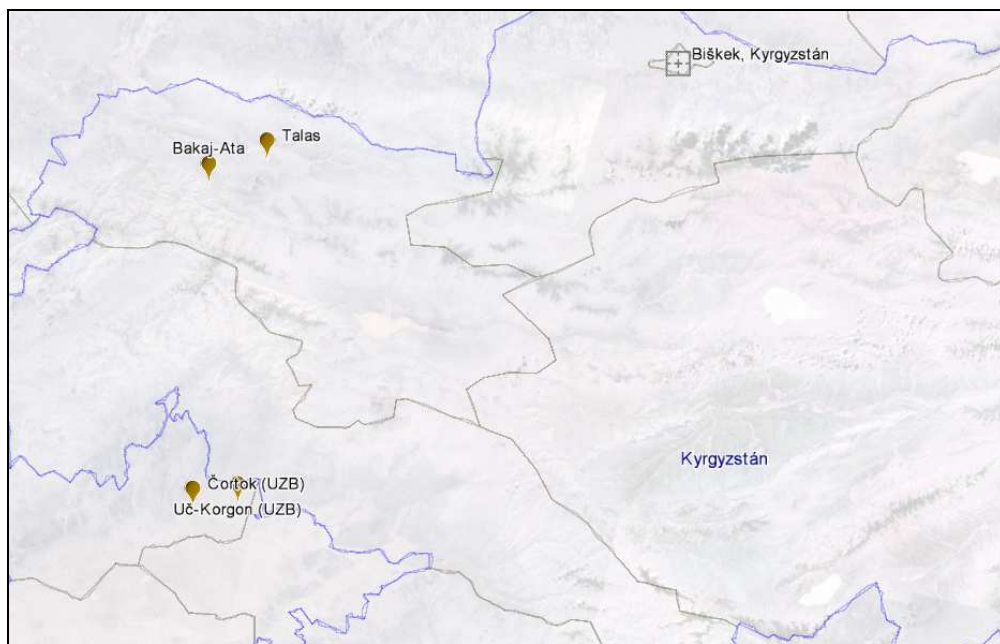 Biškek, Kyrgyzstán
Talas
Bakaj-Ata
Kyrgyzstán
Čortok (UZB)
Uč-Korgon (UZB)